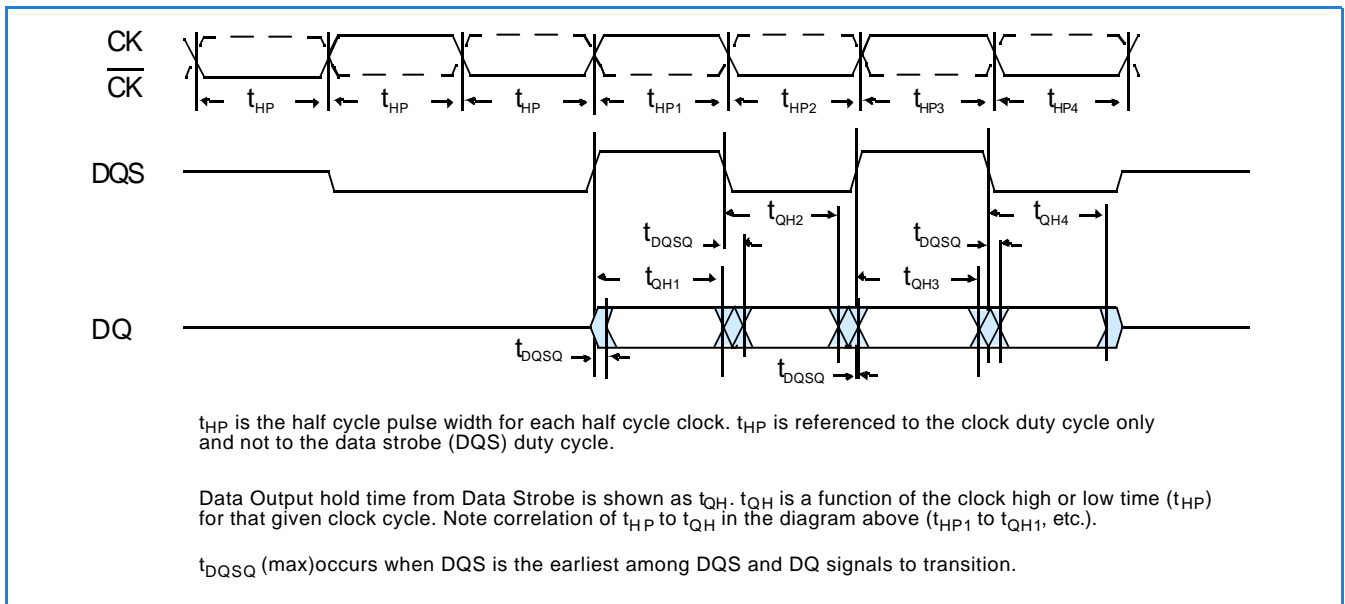 CK
CK
tHP tHP tHP tHP1 tHP2 tHP3 tHP4
DQS
tQH2 tQH4
tDQSQ tDQSQ
tQH1 tQH3
DQ
tDQSQ tDQSQ
tHP is the half cycle pulse width for each half cycle clock. tHP is referenced to the clock duty cycle only
and not to the data strobe (DQS) duty cycle.
Data Output hold time from Data Strobe is shown as tQH. tQH is a function of the clock high or low time (tHP)
for that given clock cycle. Note correlation of tHP to tQH in the diagram above (tHP1 to tQH1, etc.).
tDQSQ (max)occurs when DQS is the earliest among DQS and DQ signals to transition.